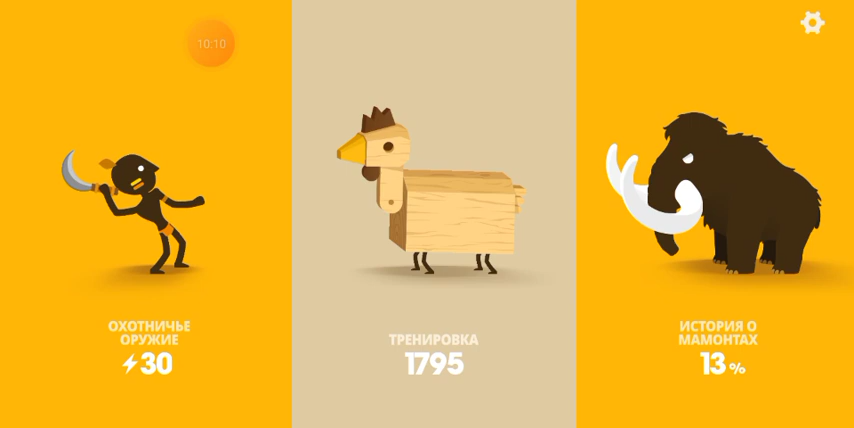 10:10
ОХОТНИЧЬЕ
ОРУЖИЕ
30
ТРЕНИРОВКА
1795
ИСТОРИЯ О
МАМОНТАХ
13 %